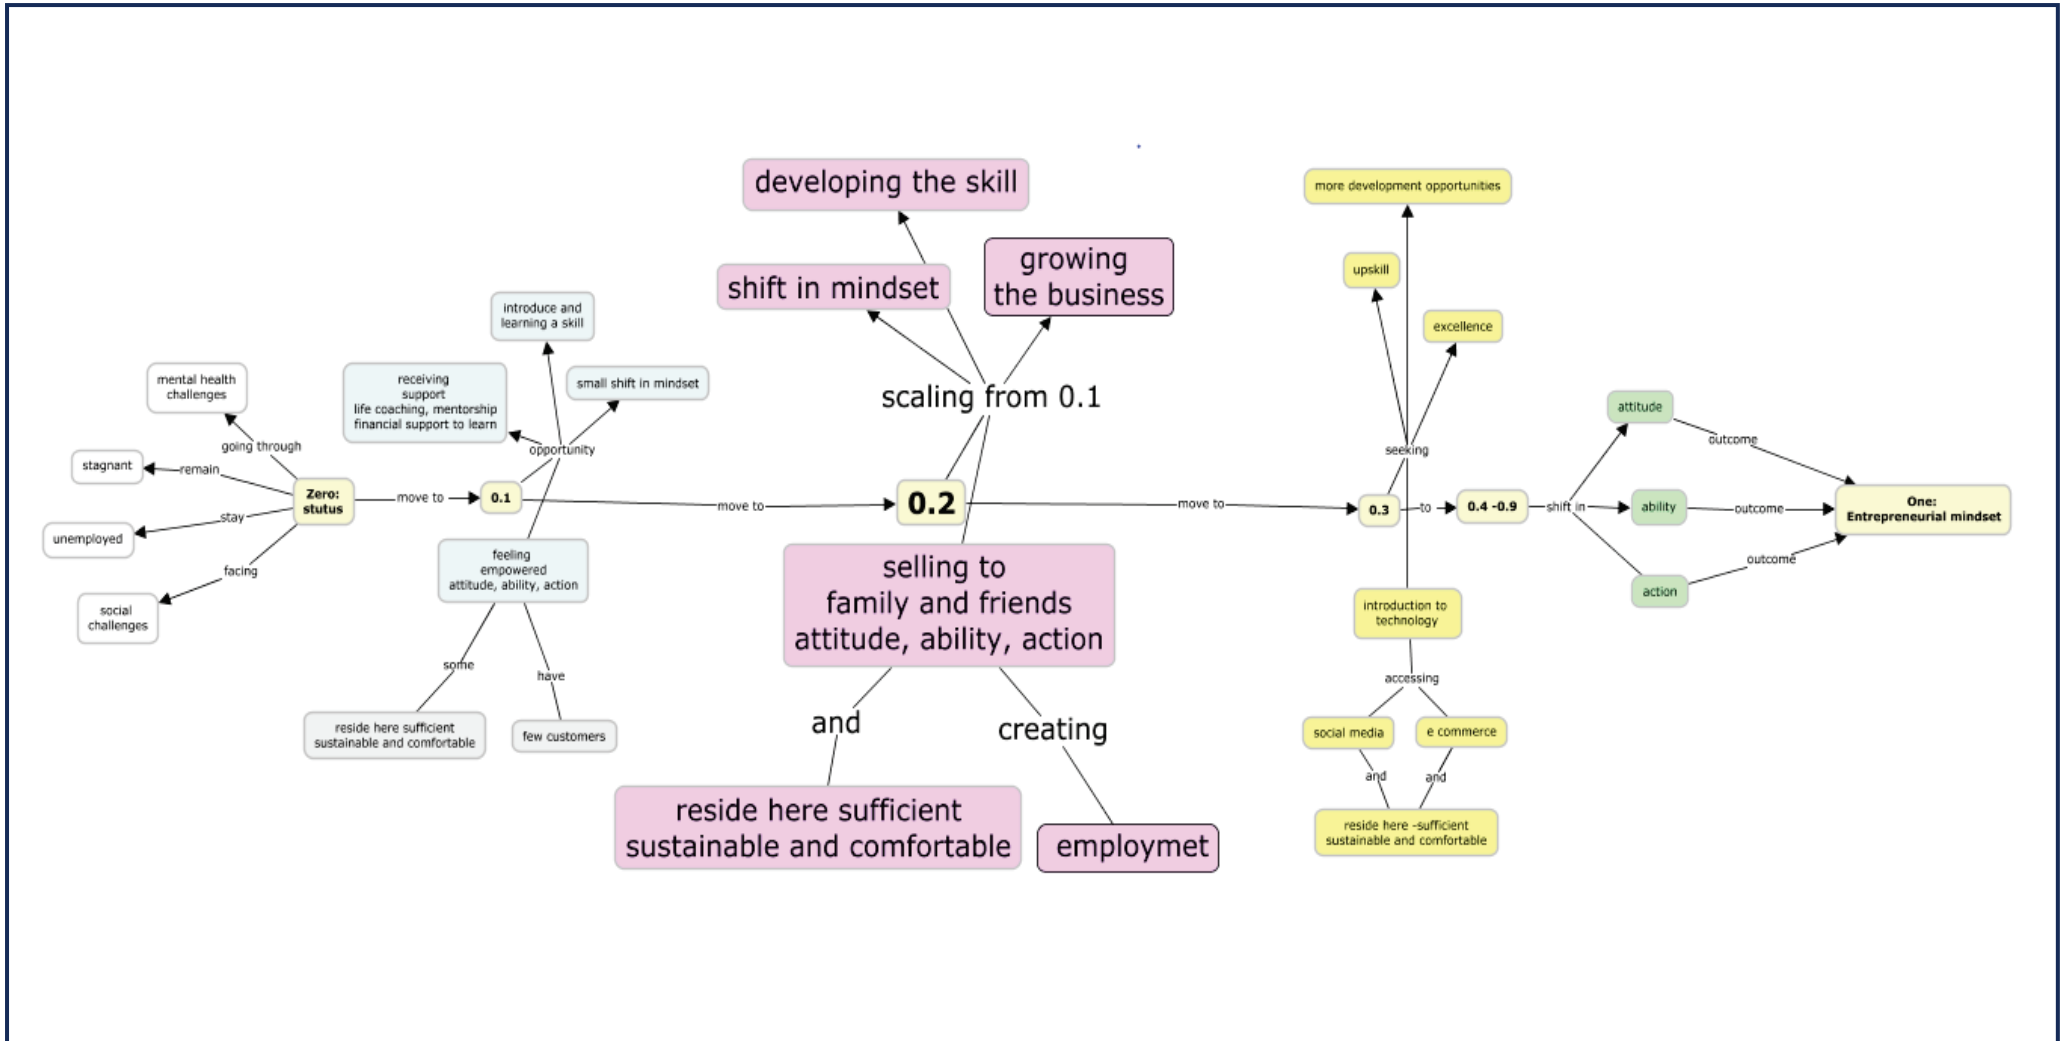 mental health
challenges
going through
stagnant
remain
stay
unemployed
facing
social
challenges
Zero:
stutus
move to
0.1
introduce and
learning a skill
receiving
support
life coaching, mentorship
financial support to learn
small shift in mindset
opportunity
feeling
empowered
attitude, ability, action
some
have
reside here sufficient
sustainable and comfortable
few customers
move to
0.2
developing the skill
shift in mindset
growing
the business
scaling from 0.1
selling to
family and friends
attitude, ability, action
and
creating
reside here sufficient
sustainable and comfortable
employmet
move to
0.3
more development opportunities
upskill
excellence
seeking
introduction to
technology
accessing
social media
e commerce
and
and
reside here -sufficient
sustainable and comfortable
to
0.4 -0.9
shift in
attitude
ability
action
outcome
outcome
outcome
One:
Entrepreneurial mindset